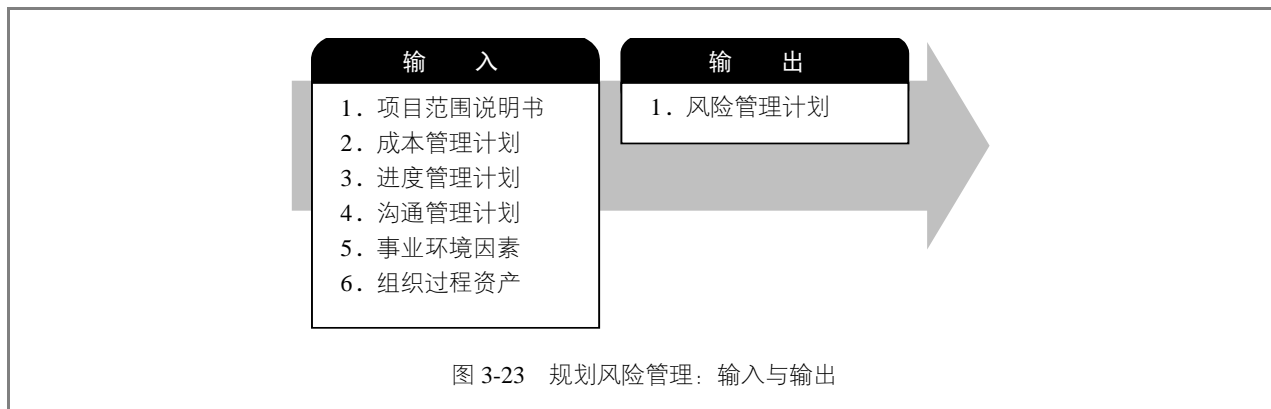 输 入
1. 项目范围说明书
2. 成本管理计划
3. 进度管理计划
4. 沟通管理计划
5. 事业环境因素
6. 组织过程资产
输 出
1. 风险管理计划
图 3-23 规划风险管理：输入与输出